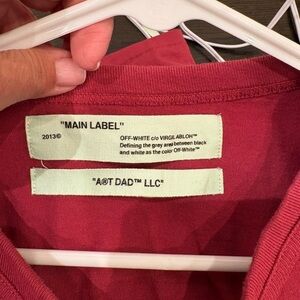 "MAIN LABEL"
2013© OFF-WHITE c/o VIRGIL ABLOH™
Defining the grey area between black
and white as the color Off-White™
"A®T DAD™ LLC"